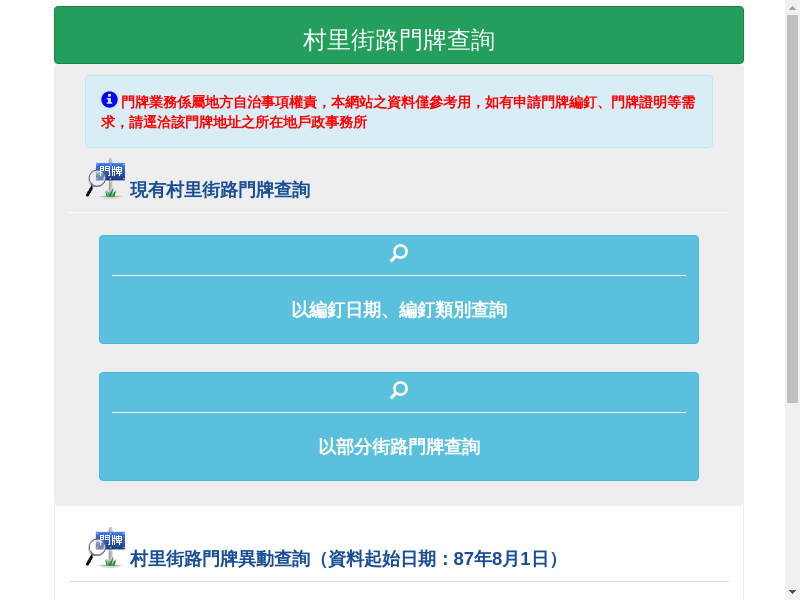 村里街路門牌查詢
門牌業務係屬地方自治事項權責，本網站之資料僅參考用，如有申請門牌編釘、門牌證明等需
求，請逕洽該門牌地址之所在地戶政事務所
門牌
現有村里街路門牌查詢
以編釘日期、編釘類別查詢
以部分街路門牌查詢
門牌
村里街路門牌異動查詢（資料起始日期：87年8月1日）